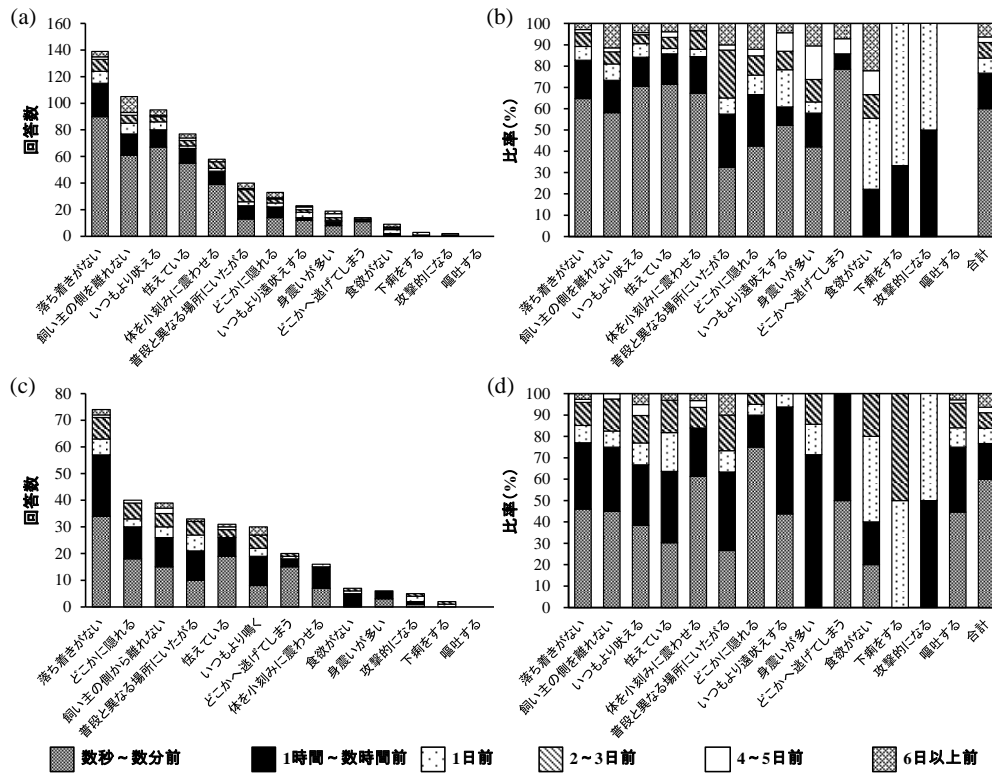 (a)
回答数
160
140
120
100
80
60
40
20
0
落ち着きがない
飼い主の側を離れない
いつもより吠える
怯えている
体を小刻みに震わせる
普段と異なる場所にいたがる
どこかに隠れる
いつもより遠吠えする
身震いが多い
どこかへ逃げてしまう
食欲がない
下痢をする
攻撃的になる
嘔吐する
(b)
比率(%)
100
90
80
70
60
50
40
30
20
10
0
落ち着きがない
飼い主の側を離れない
いつもより吠える
怯えている
体を小刻みに震わせる
普段と異なる場所にいたがる
どこかに隠れる
いつもより遠吠えする
身震いが多い
どこかへ逃げてしまう
食欲がない
下痢をする
攻撃的になる
嘔吐する
合計
(c)
回答数
80
70
60
50
40
30
20
10
0
落ち着きがない
どこかに隠れる
飼い主の側から離れない
普段と異なる場所にいたがる
怯えている
いつもより鳴く
どこかへ逃げてしまう
体を小刻みに震わせる
食欲がない
身震いが多い
攻撃的になる
下痢をする
嘔吐する
(d)
比率(%)
100
90
80
70
60
50
40
30
20
10
0
落ち着きがない
飼い主の側を離れない
いつもより吠える
怯えている
体を小刻みに震わせる
普段と異なる場所にいたがる
どこかに隠れる
いつもより遠吠えする
身震いが多い
どこかへ逃げてしまう
食欲がない
下痢をする
攻撃的になる
嘔吐する
合計
数秒～数分前 1時間～数時間前 1日前 2～3日前 4～5日前 6日以上前